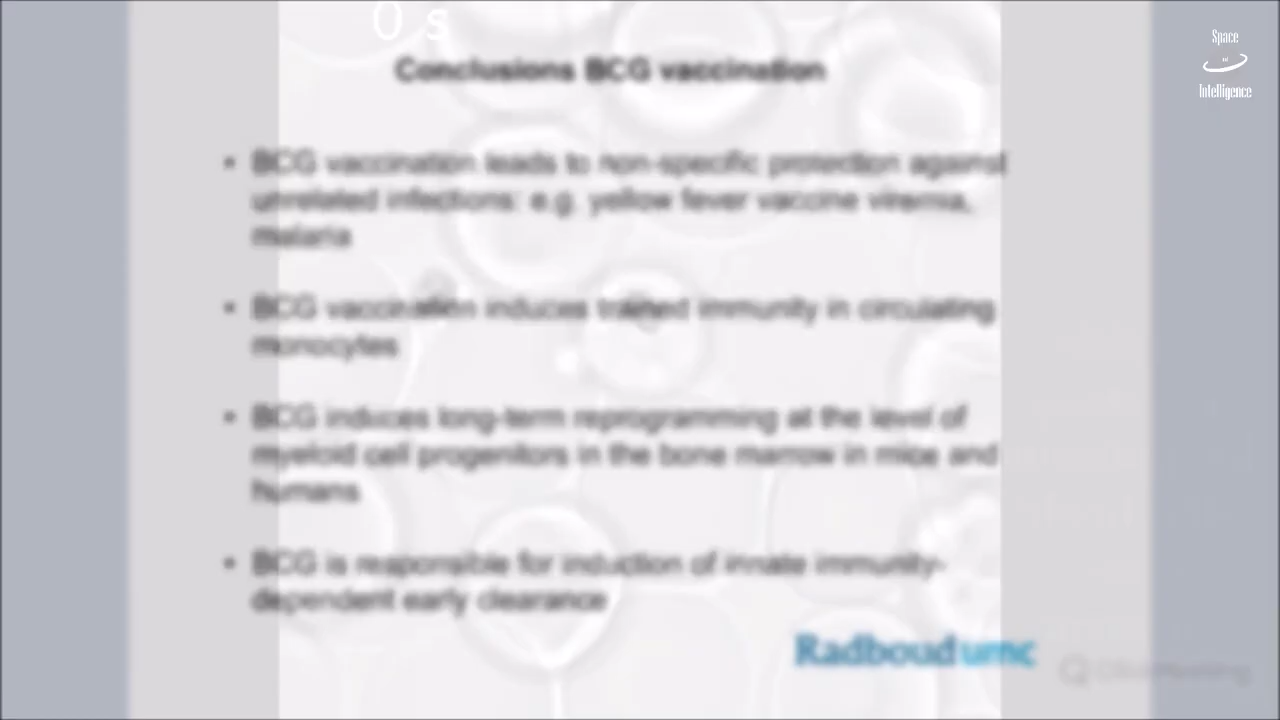 0 s
Space
of
Intelligence
Conclusions BCG vaccination
• BCG vaccination leads to non-specific protection against
unrelated infections: e.g. yellow fever vaccine viremia,
malaria
• BCG vaccination induces trained immunity in circulating
monocytes
• BCG induces long-term reprogramming at the level of
myeloid cell progenitors in the bone marrow in mice and
humans
• BCG is responsible for induction of innate immunity-
dependent early clearance
Radboudumc
ClickMeeting